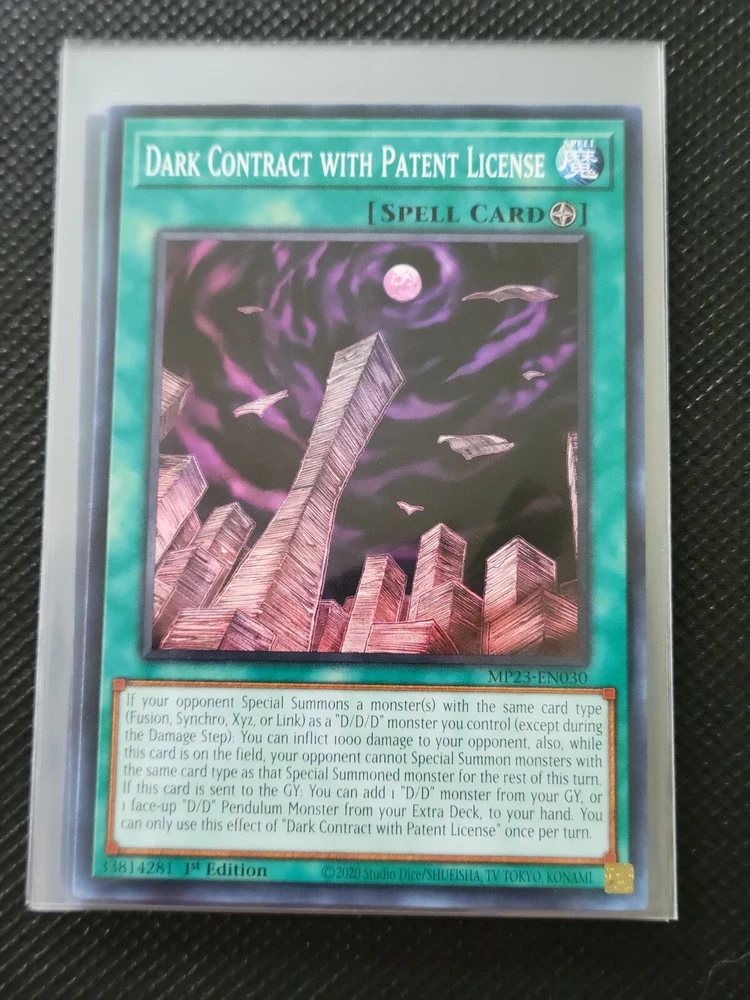 DARK CONTRACT WITH PATENT LICENSE
SPELL
魔
[SPELL CARD]
MP23-EN030
If your opponent Special Summons a monster(s) with the same card type
(Fusion, Synchro, Xyz, or Link) as a "D/D/D" monster you control (except during
the Damage Step): You can inflict 1000 damage to your opponent, also, while
this card is on the field, your opponent cannot Special Summon monsters with
the same card type as that Special Summoned monster for the rest of this turn.
If this card is sent to the GY: You can add 1 "D/D" monster from your GY, or
1 face-up "D/D" Pendulum Monster from your Extra Deck, to your hand. You
can only use this effect of "Dark Contract with Patent License" once per turn.
33814281 1st Edition
©2020 Studio Dice/SHUEISHA, TV TOKYO, KONAMI